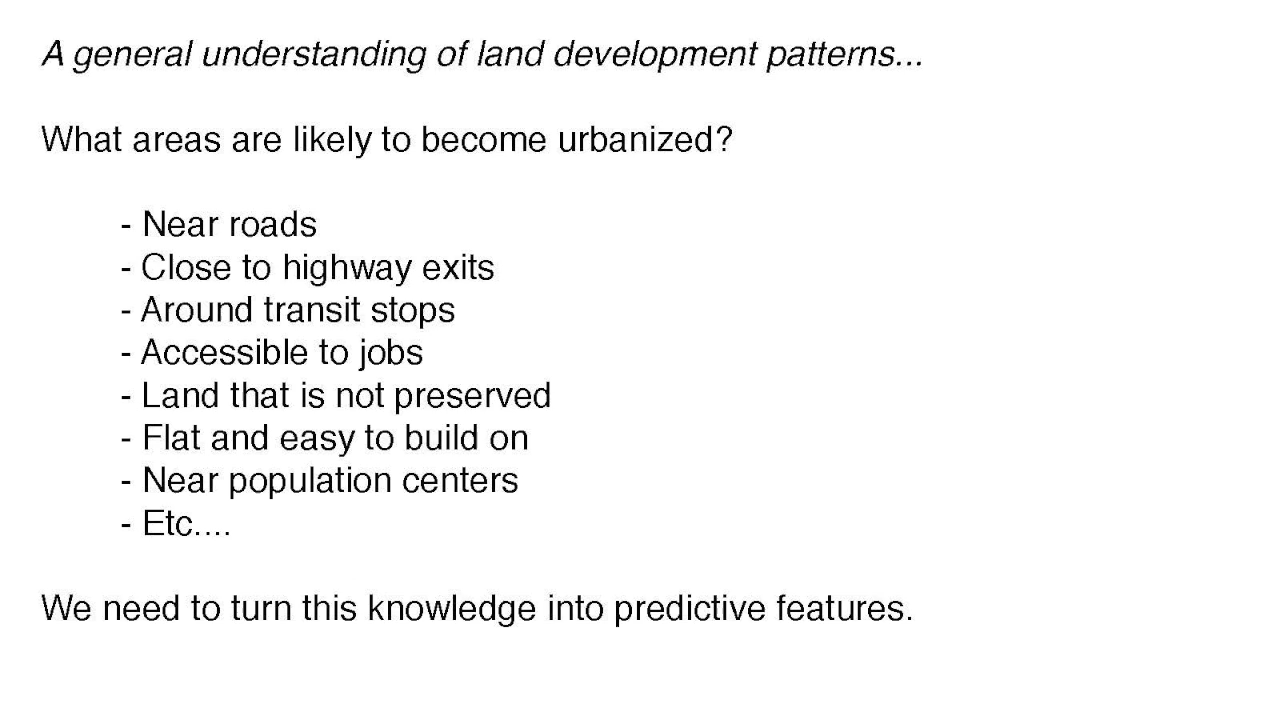 A general understanding of land development patterns...
What areas are likely to become urbanized?
- Near roads
- Close to highway exits
- Around transit stops
- Accessible to jobs
- Land that is not preserved
- Flat and easy to build on
- Near population centers
- Etc....
We need to turn this knowledge into predictive features.